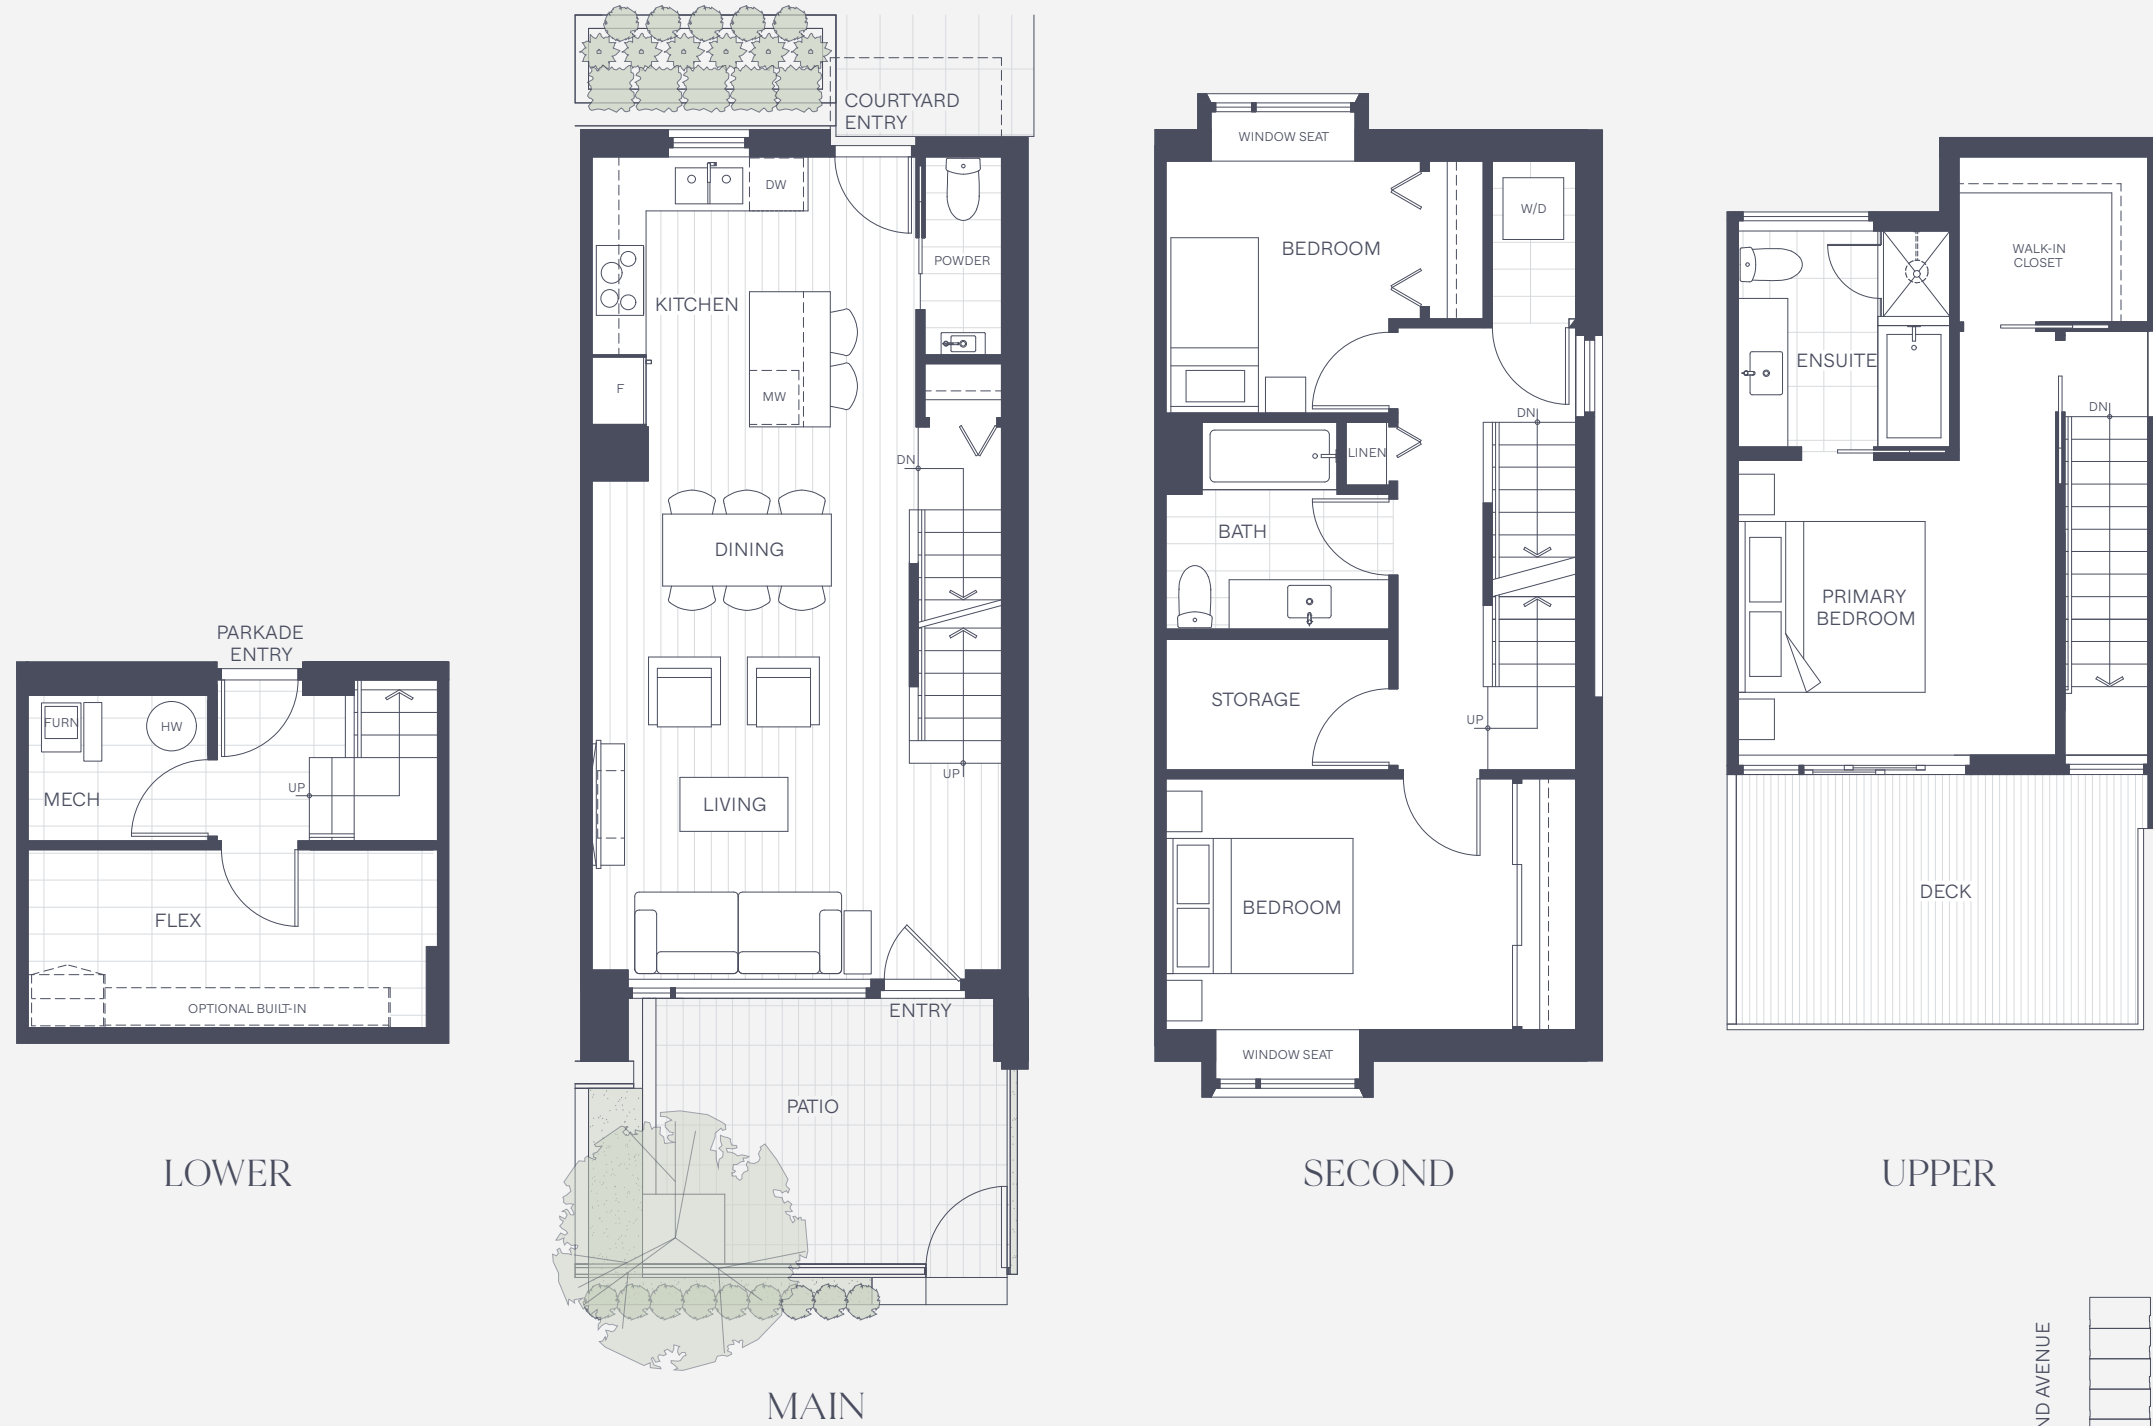 PARKADE
ENTRY
FURN
HW
MECH
UP
FLEX
OPTIONAL BUILT-IN
LOWER
COURTYARD
ENTRY
DW
POWDER
KITCHEN
F
MW
DN
DINING
UP
LIVING
ENTRY
PATIO
MAIN
WINDOW SEAT
W/D
BEDROOM
DN
LINEN
BATH
STORAGE
UP
BEDROOM
WINDOW SEAT
SECOND
WALK-IN
CLOSET
ENSUITE
DN
PRIMARY
BEDROOM
DECK
UPPER
AVENUE